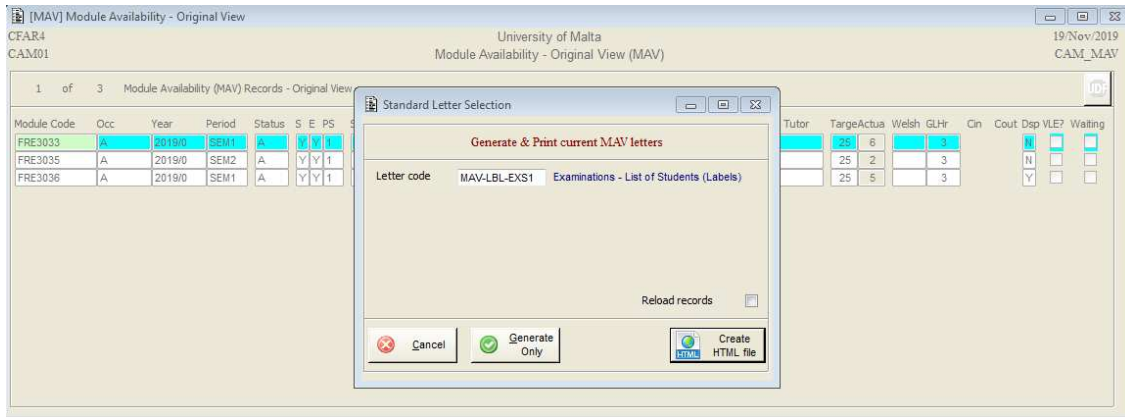 [MAV] Module Availability - Original View
CFAR4 University of Malta 19/Nov/2019
CAM01 Module Availability - Original View (MAV) CAM_MAV
1 of 3 Module Availability (MAV) Records - Original View UDF
Standard Letter Selection
Module Code Occ Year Period Status S E PS Tutor Targe Actua Welsh GLHr Cin Cout Dsp VLE? Waiting
FRE3033 A 2019/0 SEM1 A Y Y 1 25 6 3 N
FRE3035 A 2019/0 SEM2 A Y Y 1 25 2 3 N
FRE3036 A 2019/0 SEM1 A Y Y 1 25 5 3 Y
Generate & Print current MAV letters
Letter code MAV-LBL-EXS1 Examinations - List of Students (Labels)
Reload records
Cancel
Generate
Only
HTML
Create
HTML file